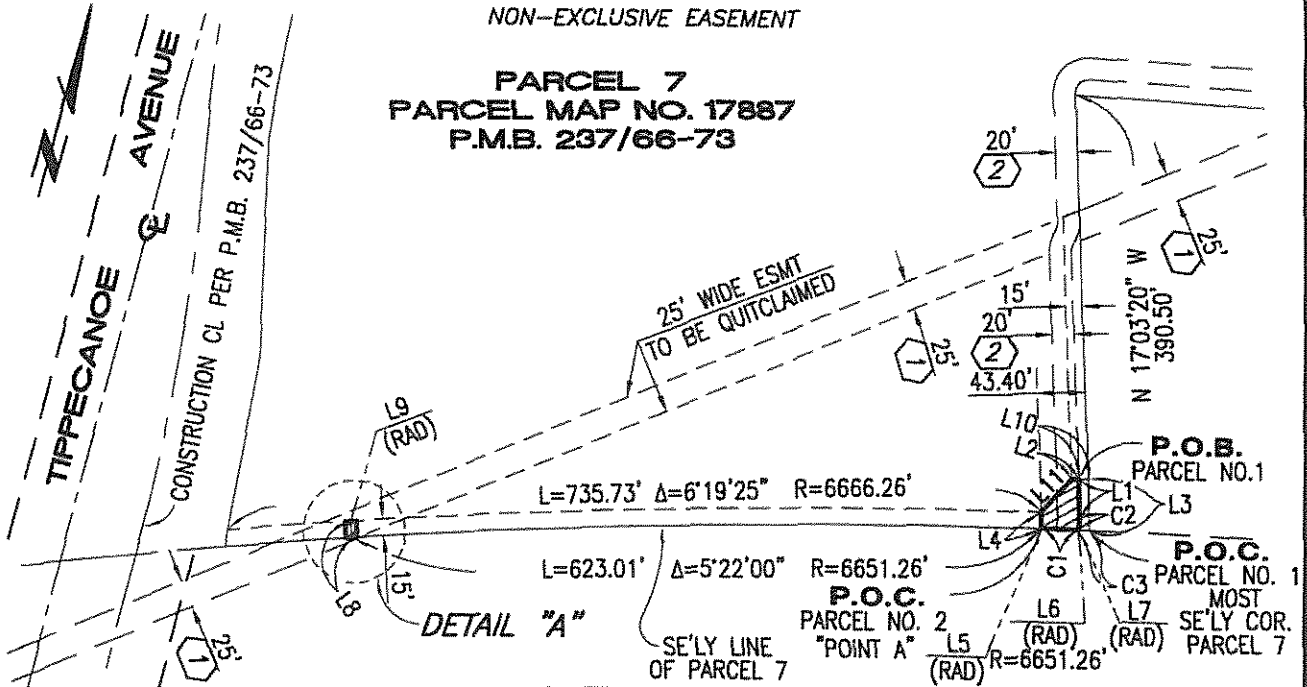 NON-EXCLUSIVE EASEMENT
PARCEL 7
PARCEL MAP NO. 17887
P.M.B. 237/66-73
N
TIPPECANOE AVENUE
CL
CONSTRUCTION CL PER P.M.B. 237/66-73
20'
2
25'
1
25' WIDE ESMT
TO BE QUITCLAIMED
25'
1
15'
20'
2
43.40'
N 17°03'20" W
390.50'
L9
(RAD)
L10
L2
L11
P.O.B.
PARCEL NO.1
L1
C2
L3
L=735.73' Δ=6°19'25" R=6666.26'
L4
C1
L8
15'
L=623.01' Δ=5°22'00" R=6651.26'
C3
P.O.C.
PARCEL NO. 1
MOST
SE'LY COR.
PARCEL 7
P.O.C.
PARCEL NO. 2
"POINT A"
L5
(RAD)
L6
(RAD)
L7
(RAD)
R=6651.26'
DETAIL "A"
SE'LY LINE
OF PARCEL 7
25'
1